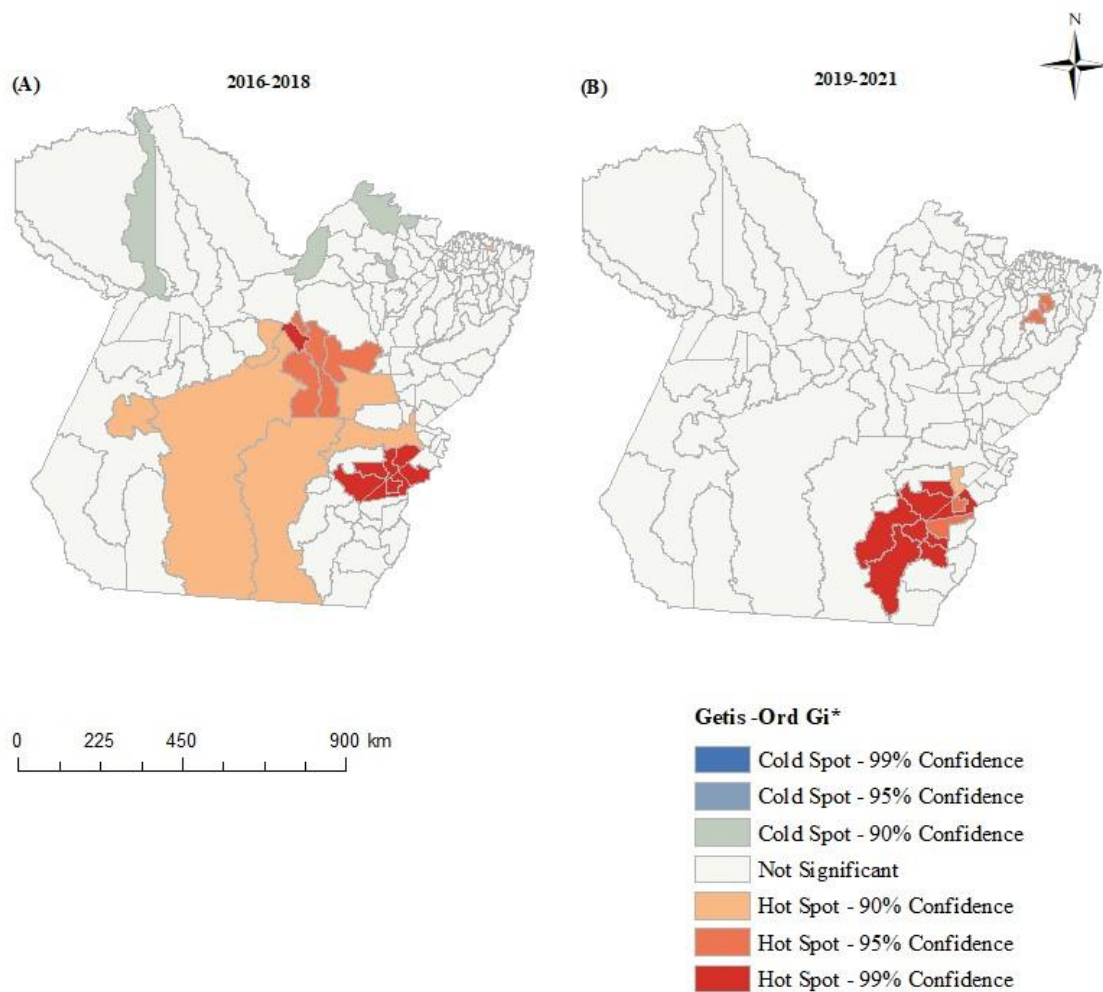 N
(A)
2016-2018
(B)
2019-2021
0 225 450 900 km
Getis -Ord Gi*
Cold Spot - 99% Confidence
Cold Spot - 95% Confidence
Cold Spot - 90% Confidence
Not Significant
Hot Spot - 90% Confidence
Hot Spot - 95% Confidence
Hot Spot - 99% Confidence